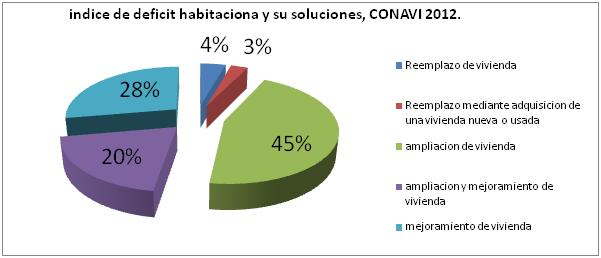 indice de deficit habitaciona y su soluciones, CONAVI 2012.
4%
3%
28%
45%
20%
Reemplazo de vivienda
Reemplazo mediante adquisicion de
una vivienda nueva o usada
ampliacion de vivienda
ampliacion y mejoramiento de
vivienda
mejoramiento de vivienda